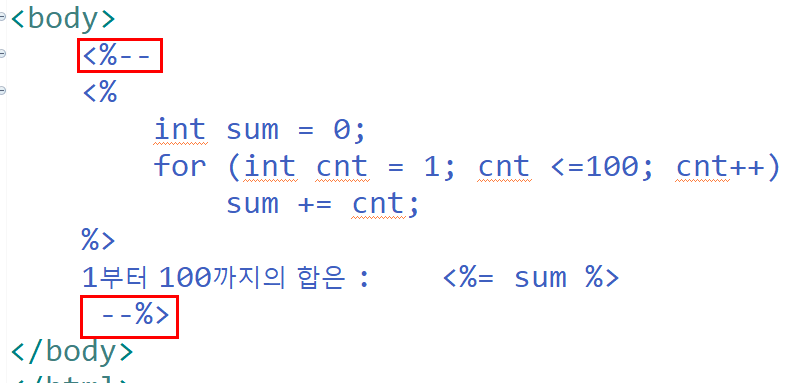 <body>
<%--
<%
int sum = 0;
for (int cnt = 1; cnt <=100; cnt++)
sum += cnt;
%>
1부터 100까지의 합은 : <%= sum %>
--%>
</body>
</html>